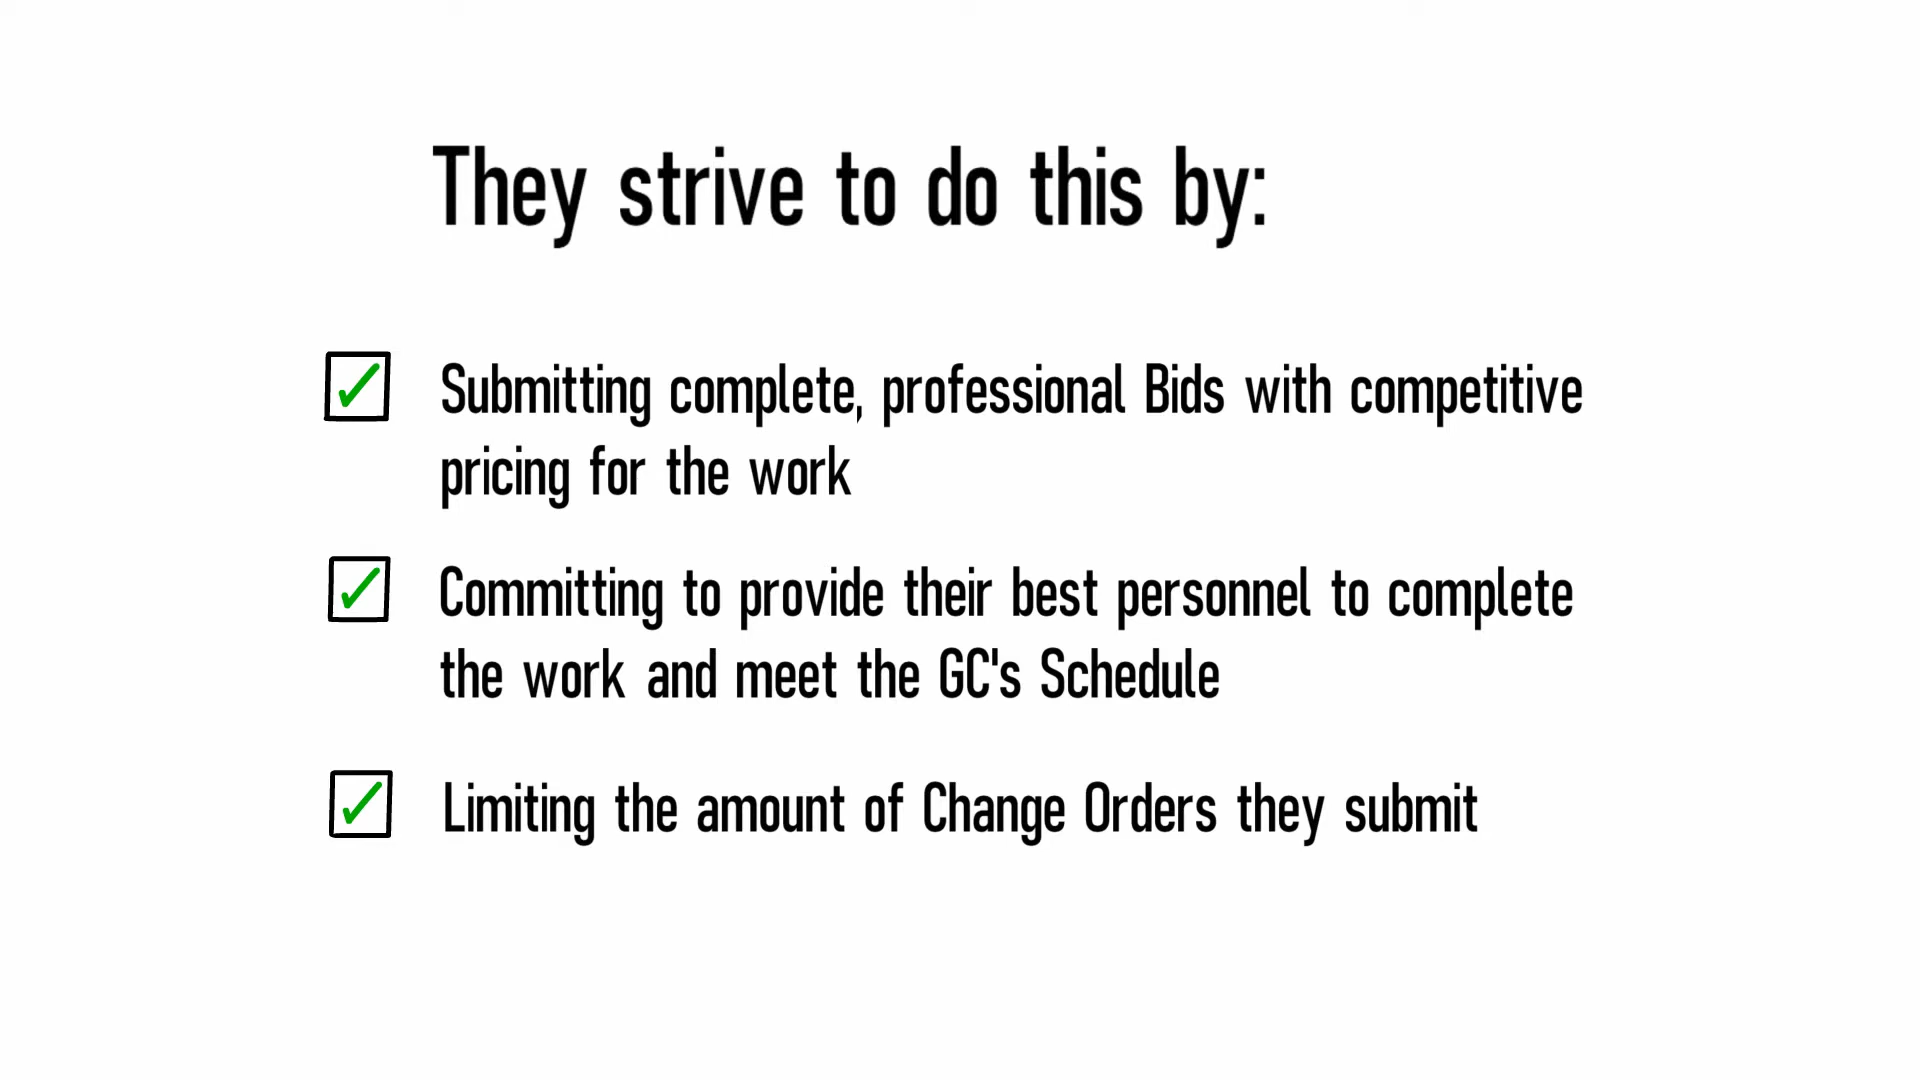 They strive to do this by:
Submitting complete, professional Bids with competitive
pricing for the work
Committing to provide their best personnel to complete
the work and meet the GC's Schedule
Limiting the amount of Change Orders they submit